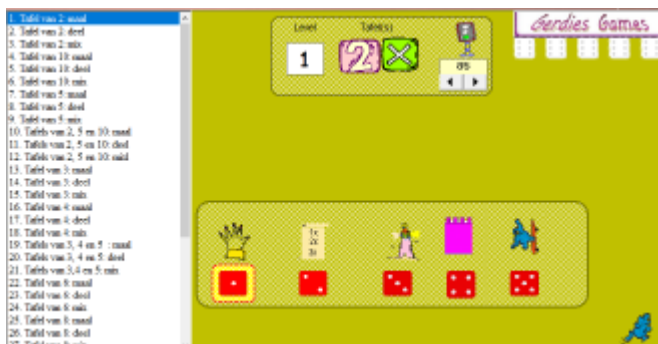 1. Tafel van 2: maal
2. Tafel van 2: deel
3. Tafel van 2: mix
4. Tafel van 10: maal
5. Tafel van 10: deel
6. Tafel van 10: mix
7. Tafel van 5: maal
8. Tafel van 5: deel
9. Tafel van 5: mix
10. Tafels van 2, 5 en 10: maal
11. Tafels van 2, 5 en 10: deel
12. Tafels van 2, 5 en 10:
13. Tafel van 3: maal
14. Tafel van 3: deel
15. Tafel van 3: mix
16. Tafel van 4: maal
17. Tafel van 4: deel
18. Tafel van 4: mix
19. Tafels van 3, 4 en 5 : maal
20. Tafels van 3, 4 en 5: deel
21. Tafels van 3,4 en 5: mix
22. Tafel van 6: maal
23. Tafel van 6: deel
24. Tafel van 6: mix
25. Tafel van 8: maal
26. Tafel van 8: deel
Level
Tafel(s)
1
2 x
Gerdies Games
1x
2x
3x